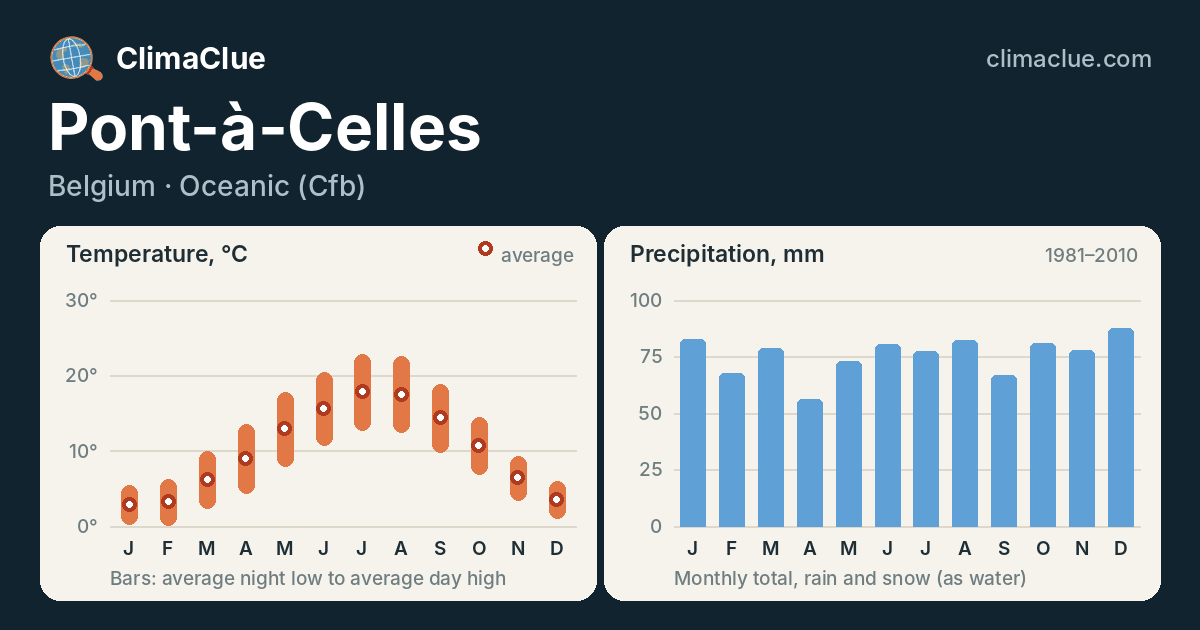 ClimaClue
climaclue.com
Pont-à-Celles
Belgium · Oceanic (Cfb)
Temperature, °C
average
30°
20°
10°
0°
J F M A M J J A S O N D
Bars: average night low to average day high
Precipitation, mm
1981–2010
100
75
50
25
0
J F M A M J J A S O N D
Monthly total, rain and snow (as water)